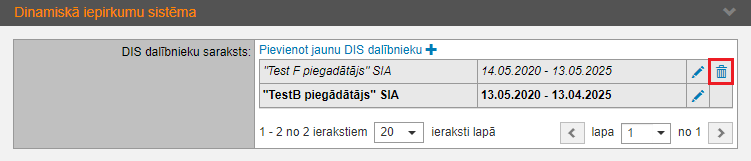 Dinamiskā iepirkumu sistēma
DIS dalībnieku saraksts: Pievienot jaunu DIS dalībnieku
"Test F piegadātājs" SIA 14.05.2020 - 13.05.2025
"TestB piegādātājs" SIA 13.05.2020 - 13.04.2025
1 - 2 no 2 ierakstiem 20 ieraksti lapā lapa 1 no 1